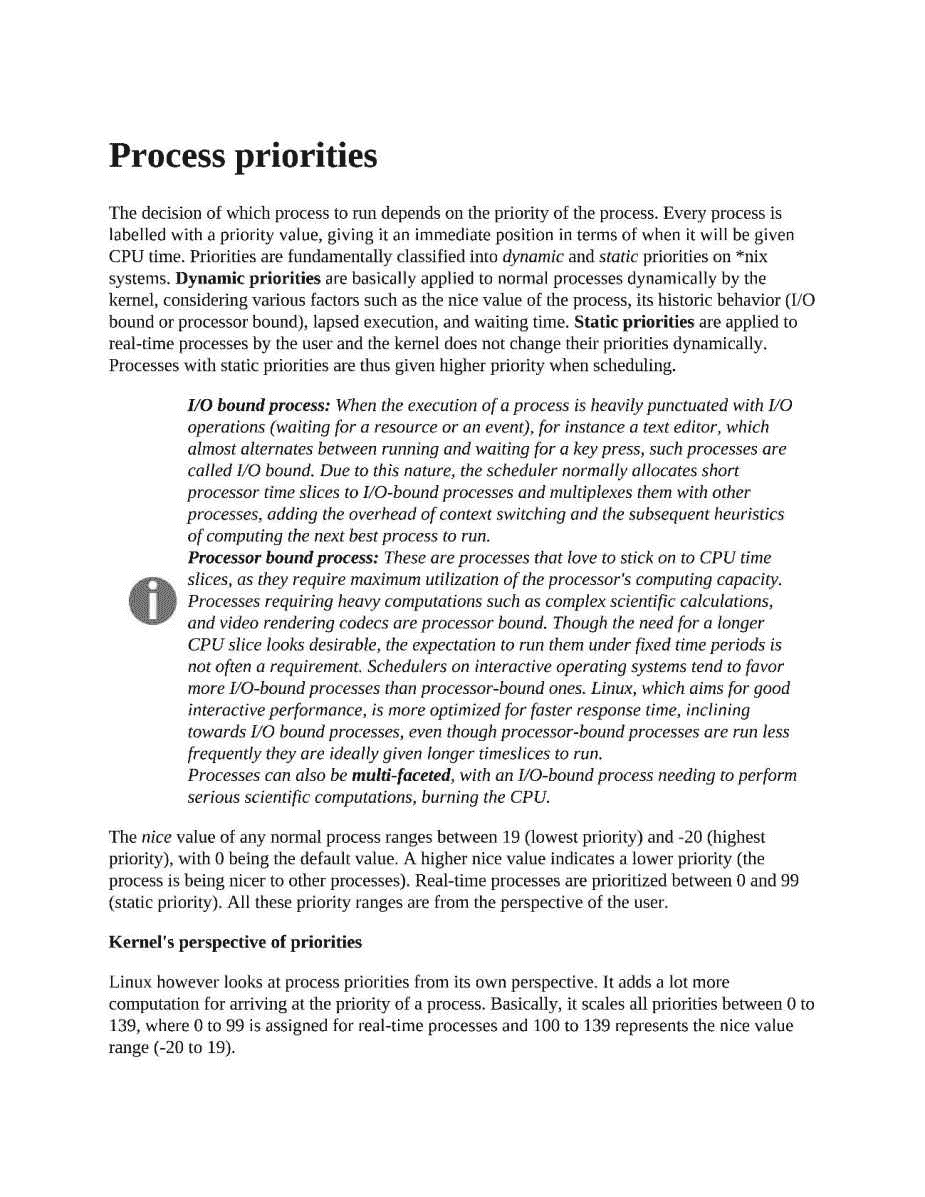 Process priorities
The decision of which process to run depends on the priority of the process. Every process is
labelled with a priority value, giving it an immediate position in terms of when it will be given
CPU time. Priorities are fundamentally classified into dynamic and static priorities on *nix
systems. Dynamic priorities are basically applied to normal processes dynamically by the
kernel, considering various factors such as the nice value of the process, its historic behavior (I/O
bound or processor bound), lapsed execution, and waiting time. Static priorities are applied to
real-time processes by the user and the kernel does not change their priorities dynamically.
Processes with static priorities are thus given higher priority when scheduling.
I/O bound process: When the execution of a process is heavily punctuated with I/O
operations (waiting for a resource or an event), for instance a text editor, which
almost alternates between running and waiting for a key press, such processes are
called I/O bound. Due to this nature, the scheduler normally allocates short
processor time slices to I/O-bound processes and multiplexes them with other
processes, adding the overhead of context switching and the subsequent heuristics
of computing the next best process to run.
Processor bound process: These are processes that love to stick on to CPU time
slices, as they require maximum utilization of the processor's computing capacity.
Processes requiring heavy computations such as complex scientific calculations,
and video rendering codecs are processor bound. Though the need for a longer
CPU slice looks desirable, the expectation to run them under fixed time periods is
not often a requirement. Schedulers on interactive operating systems tend to favor
more I/O-bound processes than processor-bound ones. Linux, which aims for good
interactive performance, is more optimized for faster response time, inclining
towards I/O bound processes, even though processor-bound processes are run less
frequently they are ideally given longer timeslices to run.
Processes can also be multi-faceted, with an I/O-bound process needing to perform
serious scientific computations, burning the CPU.
The nice value of any normal process ranges between 19 (lowest priority) and -20 (highest
priority), with 0 being the default value. A higher nice value indicates a lower priority (the
process is being nicer to other processes). Real-time processes are prioritized between 0 and 99
(static priority). All these priority ranges are from the perspective of the user.
Kernel's perspective of priorities
Linux however looks at process priorities from its own perspective. It adds a lot more
computation for arriving at the priority of a process. Basically, it scales all priorities between 0 to
139, where 0 to 99 is assigned for real-time processes and 100 to 139 represents the nice value
range (-20 to 19).